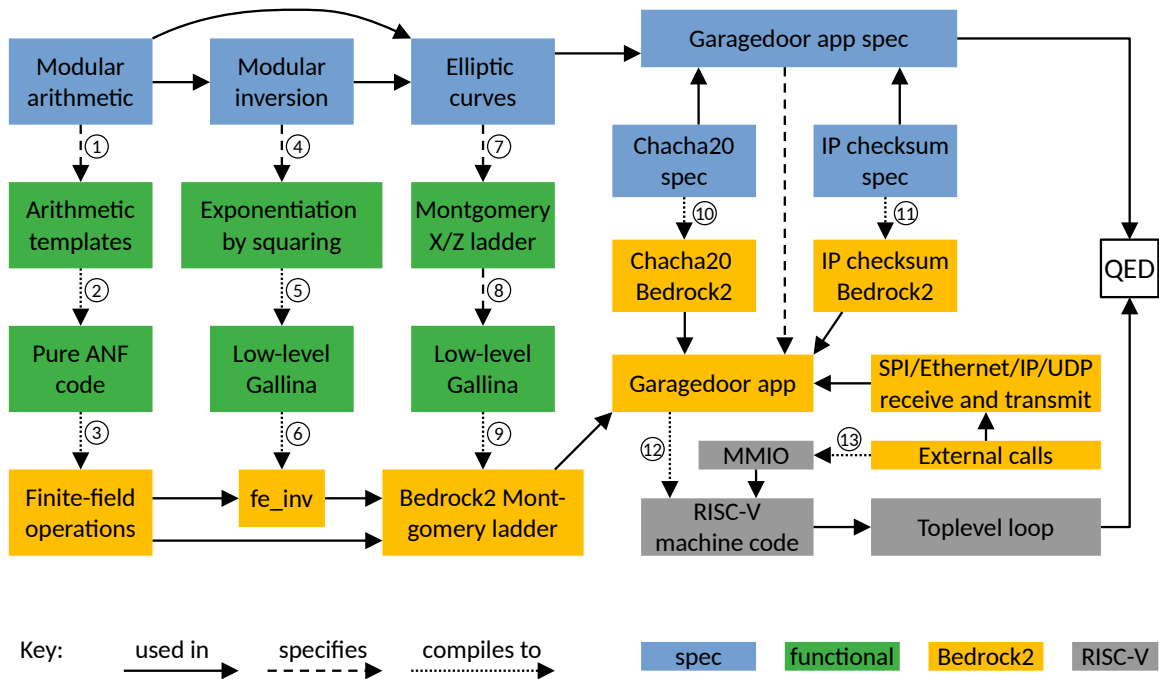 Modular
arithmetic
Modular
inversion
Elliptic
curves
Garagedoor app spec
1
4
7
Chacha20
spec
IP checksum
spec
Arithmetic
templates
Exponentiation
by squaring
Montgomery
X/Z ladder
10
11
Chacha20
Bedrock2
IP checksum
Bedrock2
QED
2
5
8
Pure ANF
code
Low-level
Gallina
Low-level
Gallina
Garagedoor app
SPI/Ethernet/IP/UDP
receive and transmit
3
6
9
12
13
MMIO
External calls
Finite-field
operations
fe_inv
Bedrock2 Mont-
gomery ladder
RISC-V
machine code
Toplevel loop
Key:
used in
specifies
compiles to
spec
functional
Bedrock2
RISC-V